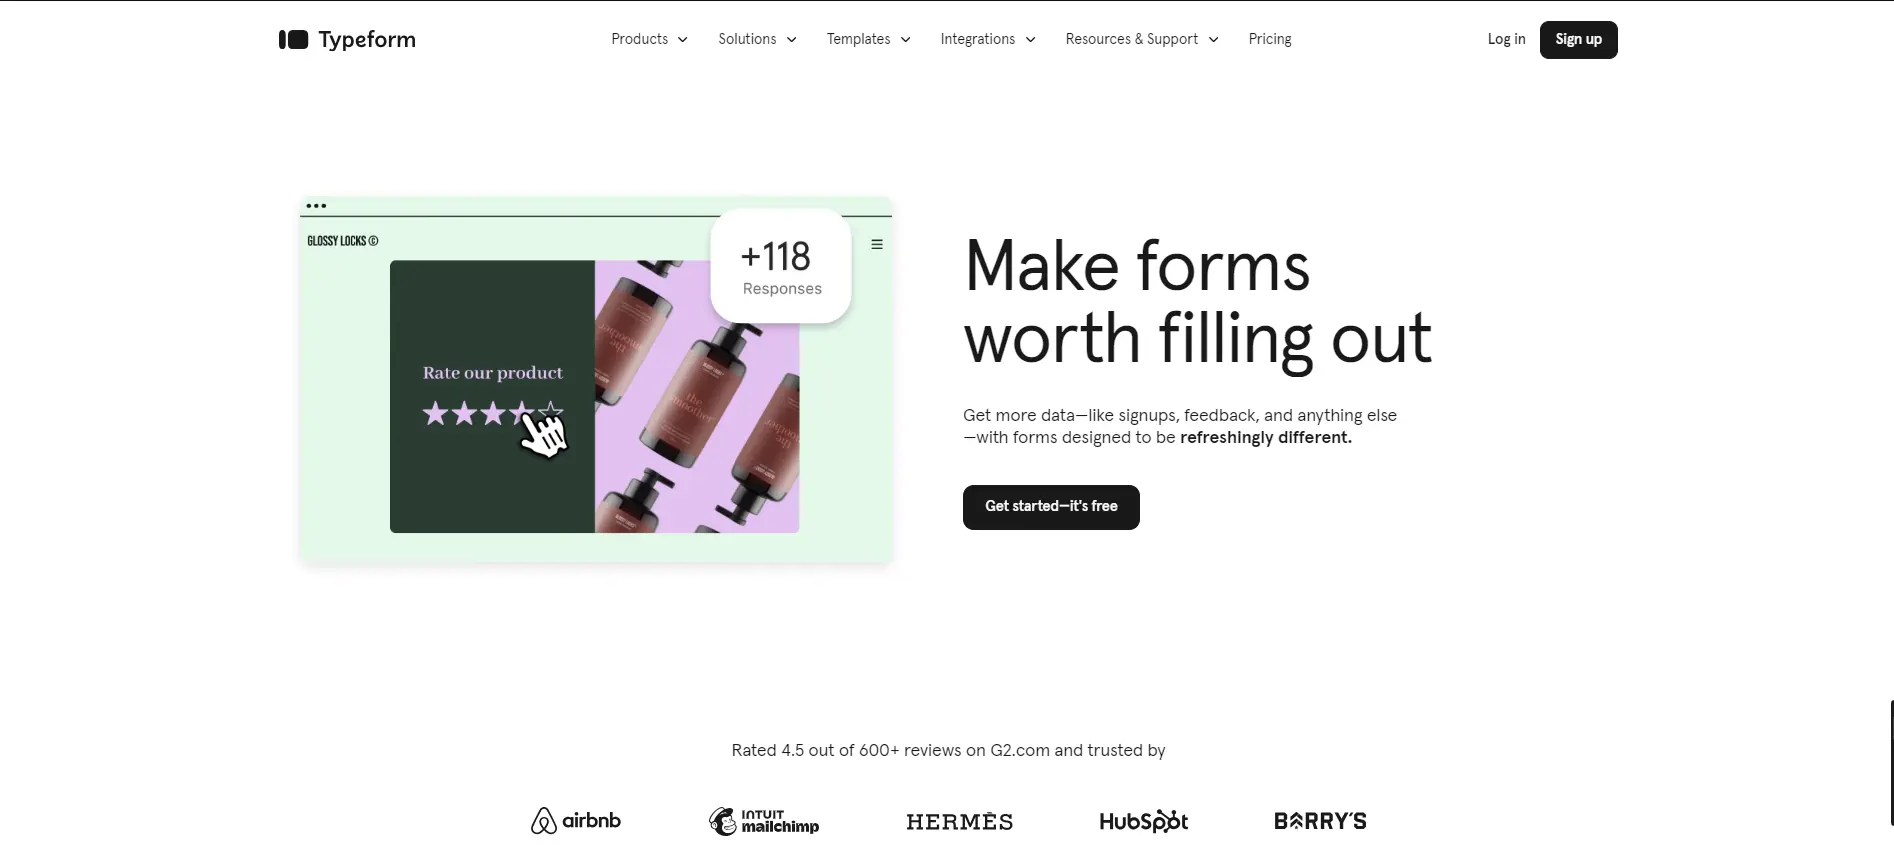 Typeform
Products
Solutions
Templates
Integrations
Resources & Support
Pricing
Log in
Sign up
GLOSSY LOCKS ©
+118
Responses
Rate our product
the
smoother
Make forms
worth filling out
Get more data—like signups, feedback, and anything else
—with forms designed to be refreshingly different.
Get started—it's free
Rated 4.5 out of 600+ reviews on G2.com and trusted by
airbnb
INTUIT
mailchimp
HERMÈS
HubSpot
BARRY'S